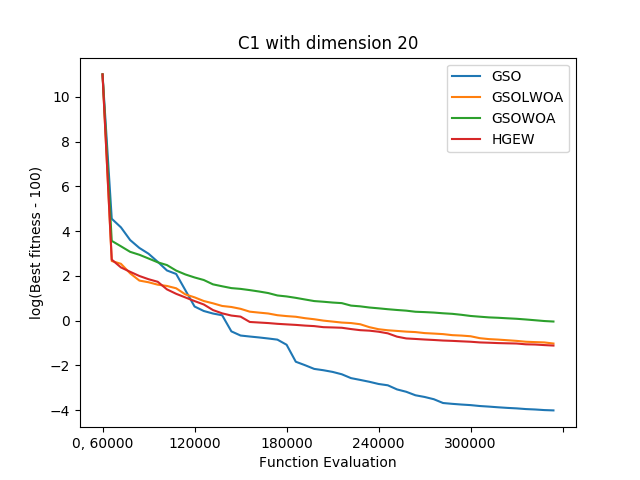 C1 with dimension 20
log(Best fitness - 100)
10
8
6
4
2
0
−2
−4
GSO
GSOLWOA
GSOWOA
HGEW
0, 60000 120000 180000 240000 300000
Function Evaluation